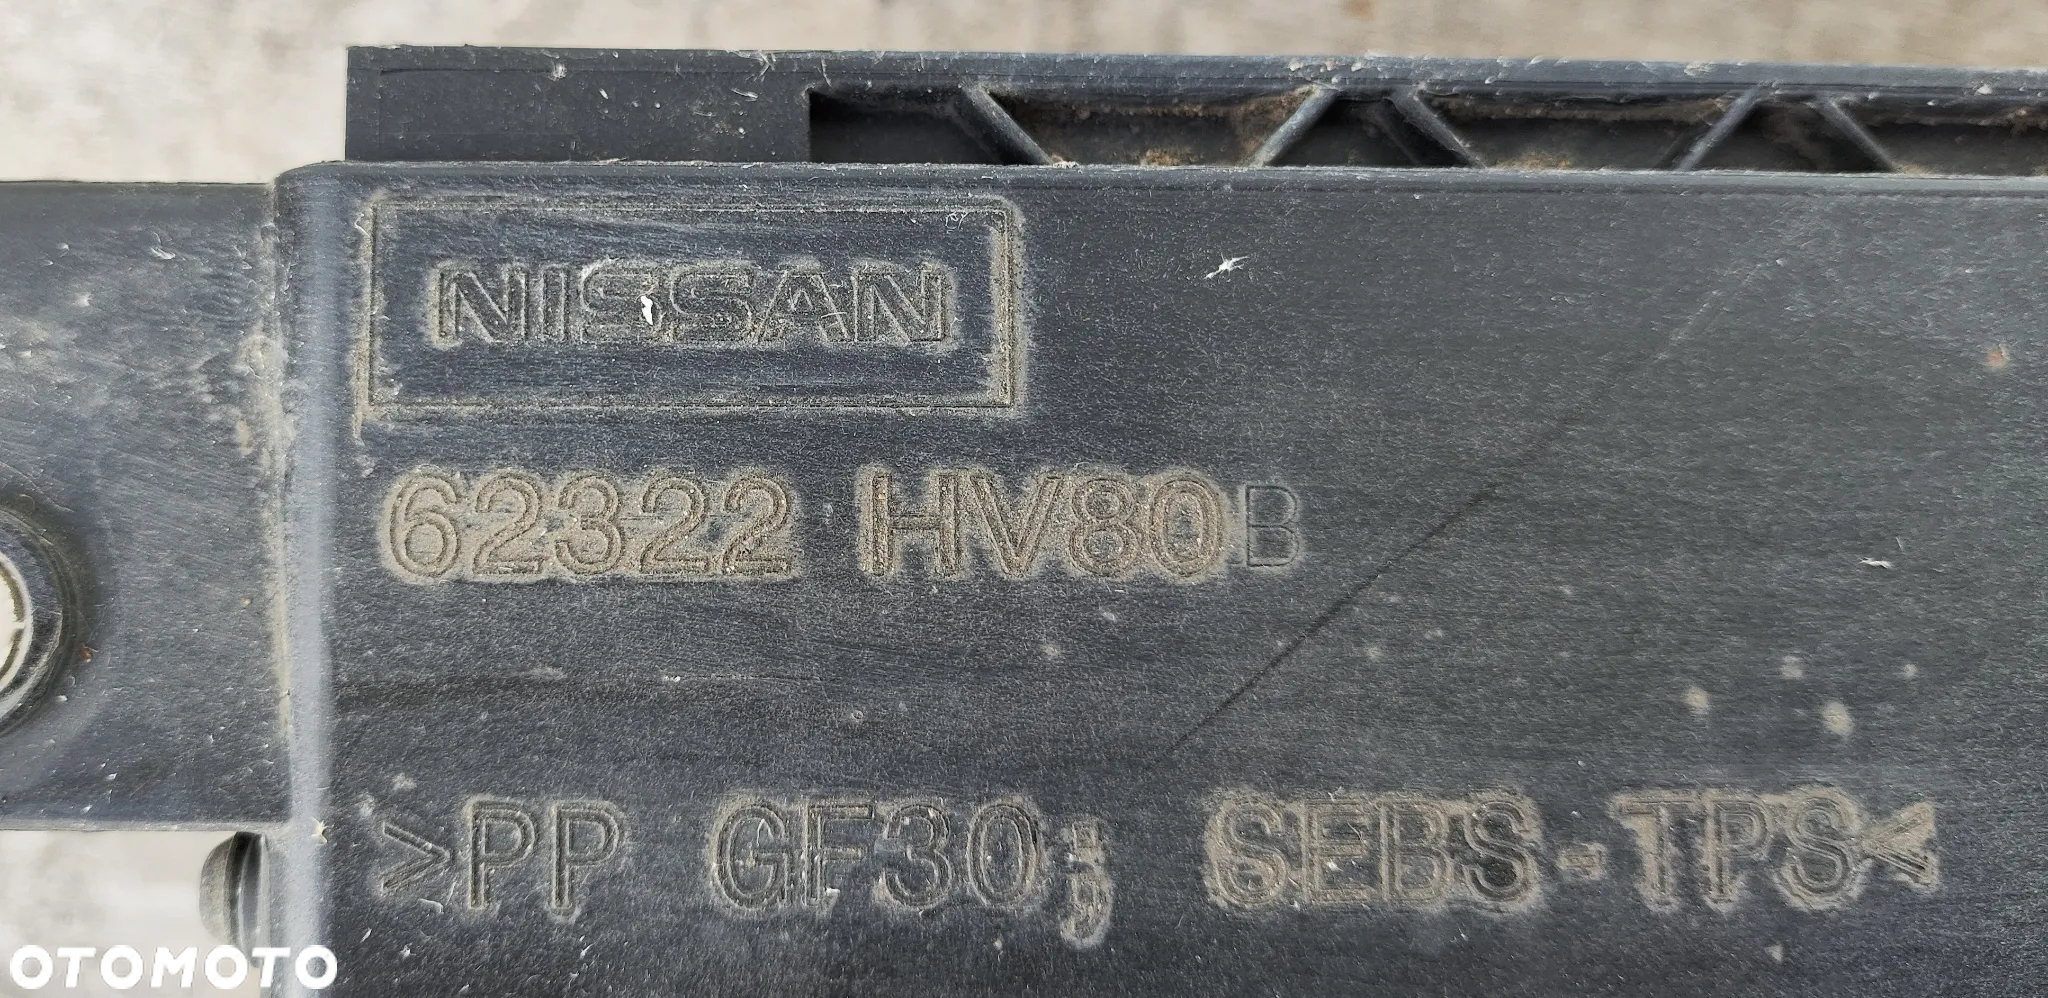 NISSAN
62322 HV80B
>PP GF30; SEBS-TPS<
OTOMOTO